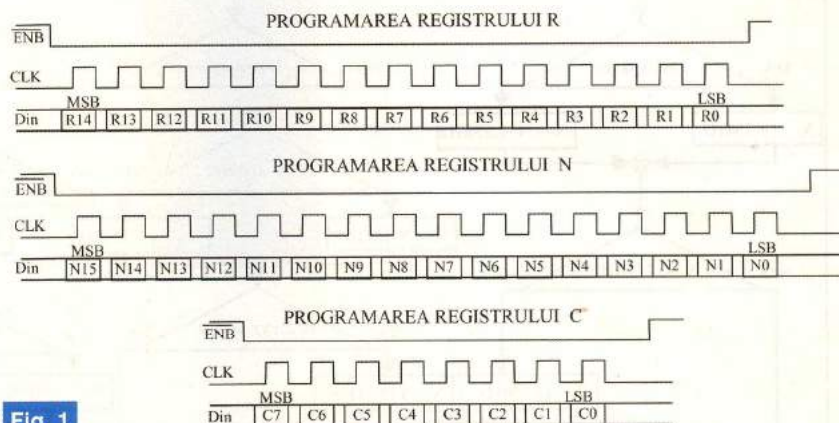 PROGRAMAREA REGISTRULUI R
ENB
CLK
MSB LSB
Din R14 R13 R12 R11 R10 R9 R8 R7 R6 R5 R4 R3 R2 R1 R0
PROGRAMAREA REGISTRULUI N
ENB
CLK
MSB LSB
Din N15 N14 N13 N12 N11 N10 N9 N8 N7 N6 N5 N4 N3 N2 N1 N0
PROGRAMAREA REGISTRULUI C
ENB
CLK
MSB LSB
Din C7 C6 C5 C4 C3 C2 C1 C0
Fig. 1